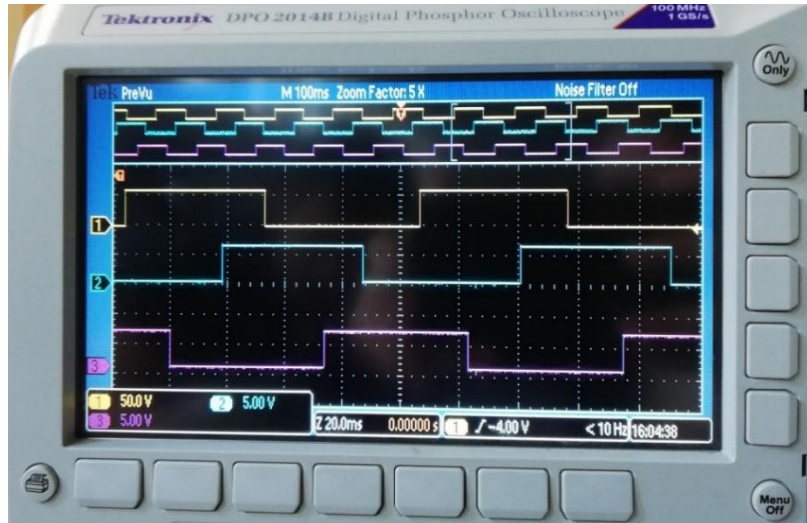 Tektronix DPO 2014B Digital Phosphor Oscilloscope
100 MHz
1 GS/s
Tek PreVu M 100ms Zoom Factor: 5 X Noise Filter Off
1
2
3
1 50.0 V 2 5.00 V
3 5.00 V
Z 20.0ms 0.00000 s 1 -4.00 V < 10 Hz 16:04:38
Only
Menu
Off